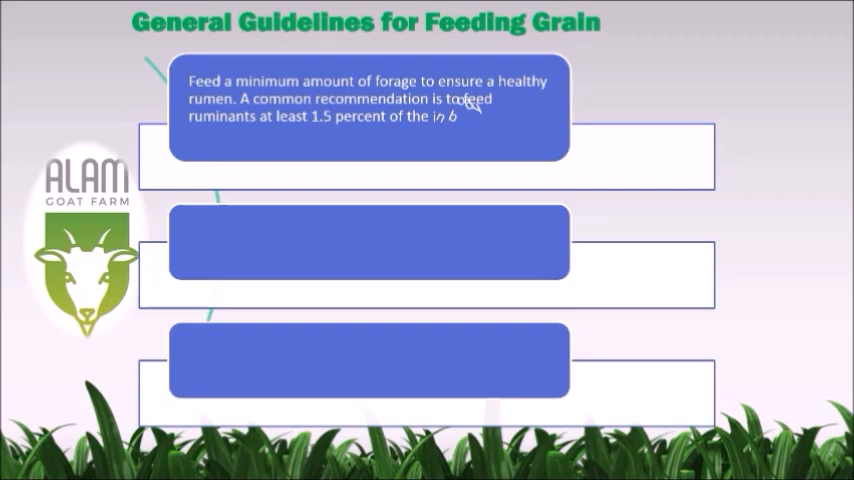 General Guidelines for Feeding Grain
Feed a minimum amount of forage to ensure a healthy
rumen. A common recommendation is to feed
ruminants at least 1.5 percent of the
ALAM
GOAT FARM